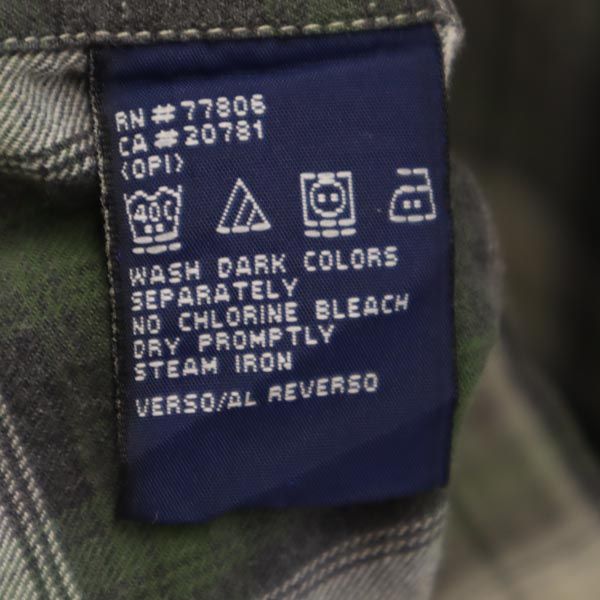 RN#77806
CA#20781
(OPI)
40C
WASH DARK COLORS
SEPARATELY
NO CHLORINE BLEACH
DRY PROMPTLY
STEAM IRON
VERSO/AL REVERSO